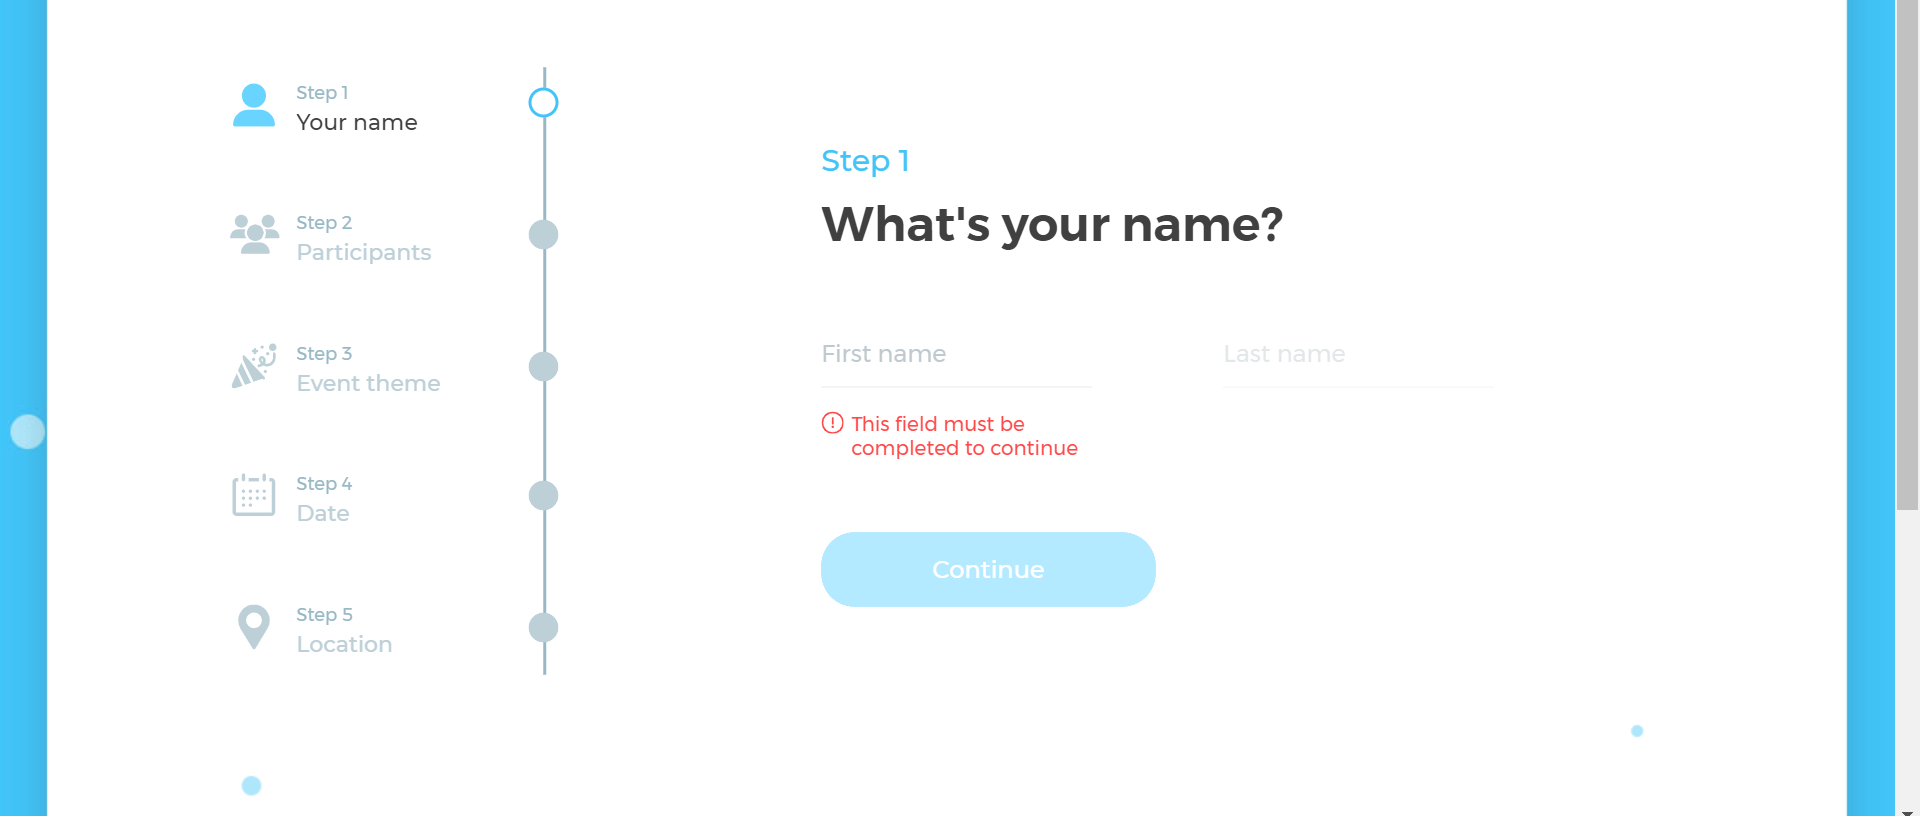 Step 1
Your name
Step 2
Participants
Step 3
Event theme
Step 4
Date
Step 5
Location
Step 1
What's your name?
First name
Last name
This field must be
completed to continue
Continue